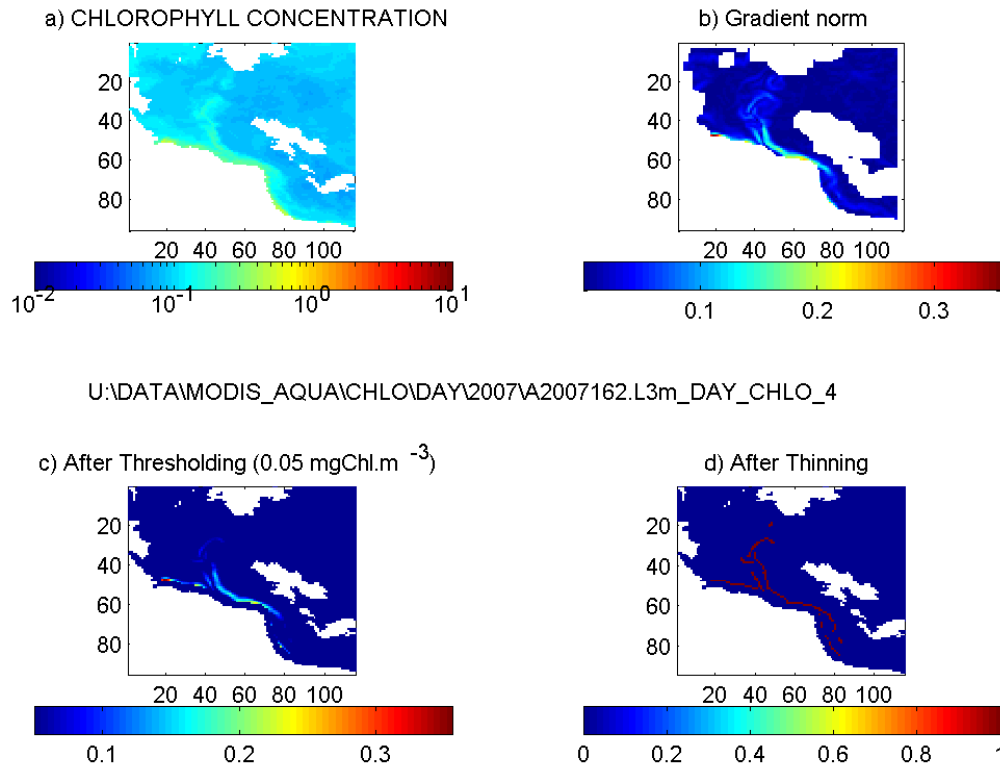 a) CHLOROPHYLL CONCENTRATION
b) Gradient norm
20
40
60
80
20 40 60 80 100
10-2 10-1 100 101
20
40
60
80
20 40 60 80 100
0.1 0.2 0.3
U:\DATA\MODIS_AQUA\CHLO\DAY\2007\A2007162.L3m_DAY_CHLO_4
c) After Thresholding (0.05 mgChl.m -3)
d) After Thinning
20
40
60
80
20 40 60 80 100
0.1 0.2 0.3
20
40
60
80
20 40 60 80 100
0 0.2 0.4 0.6 0.8 1